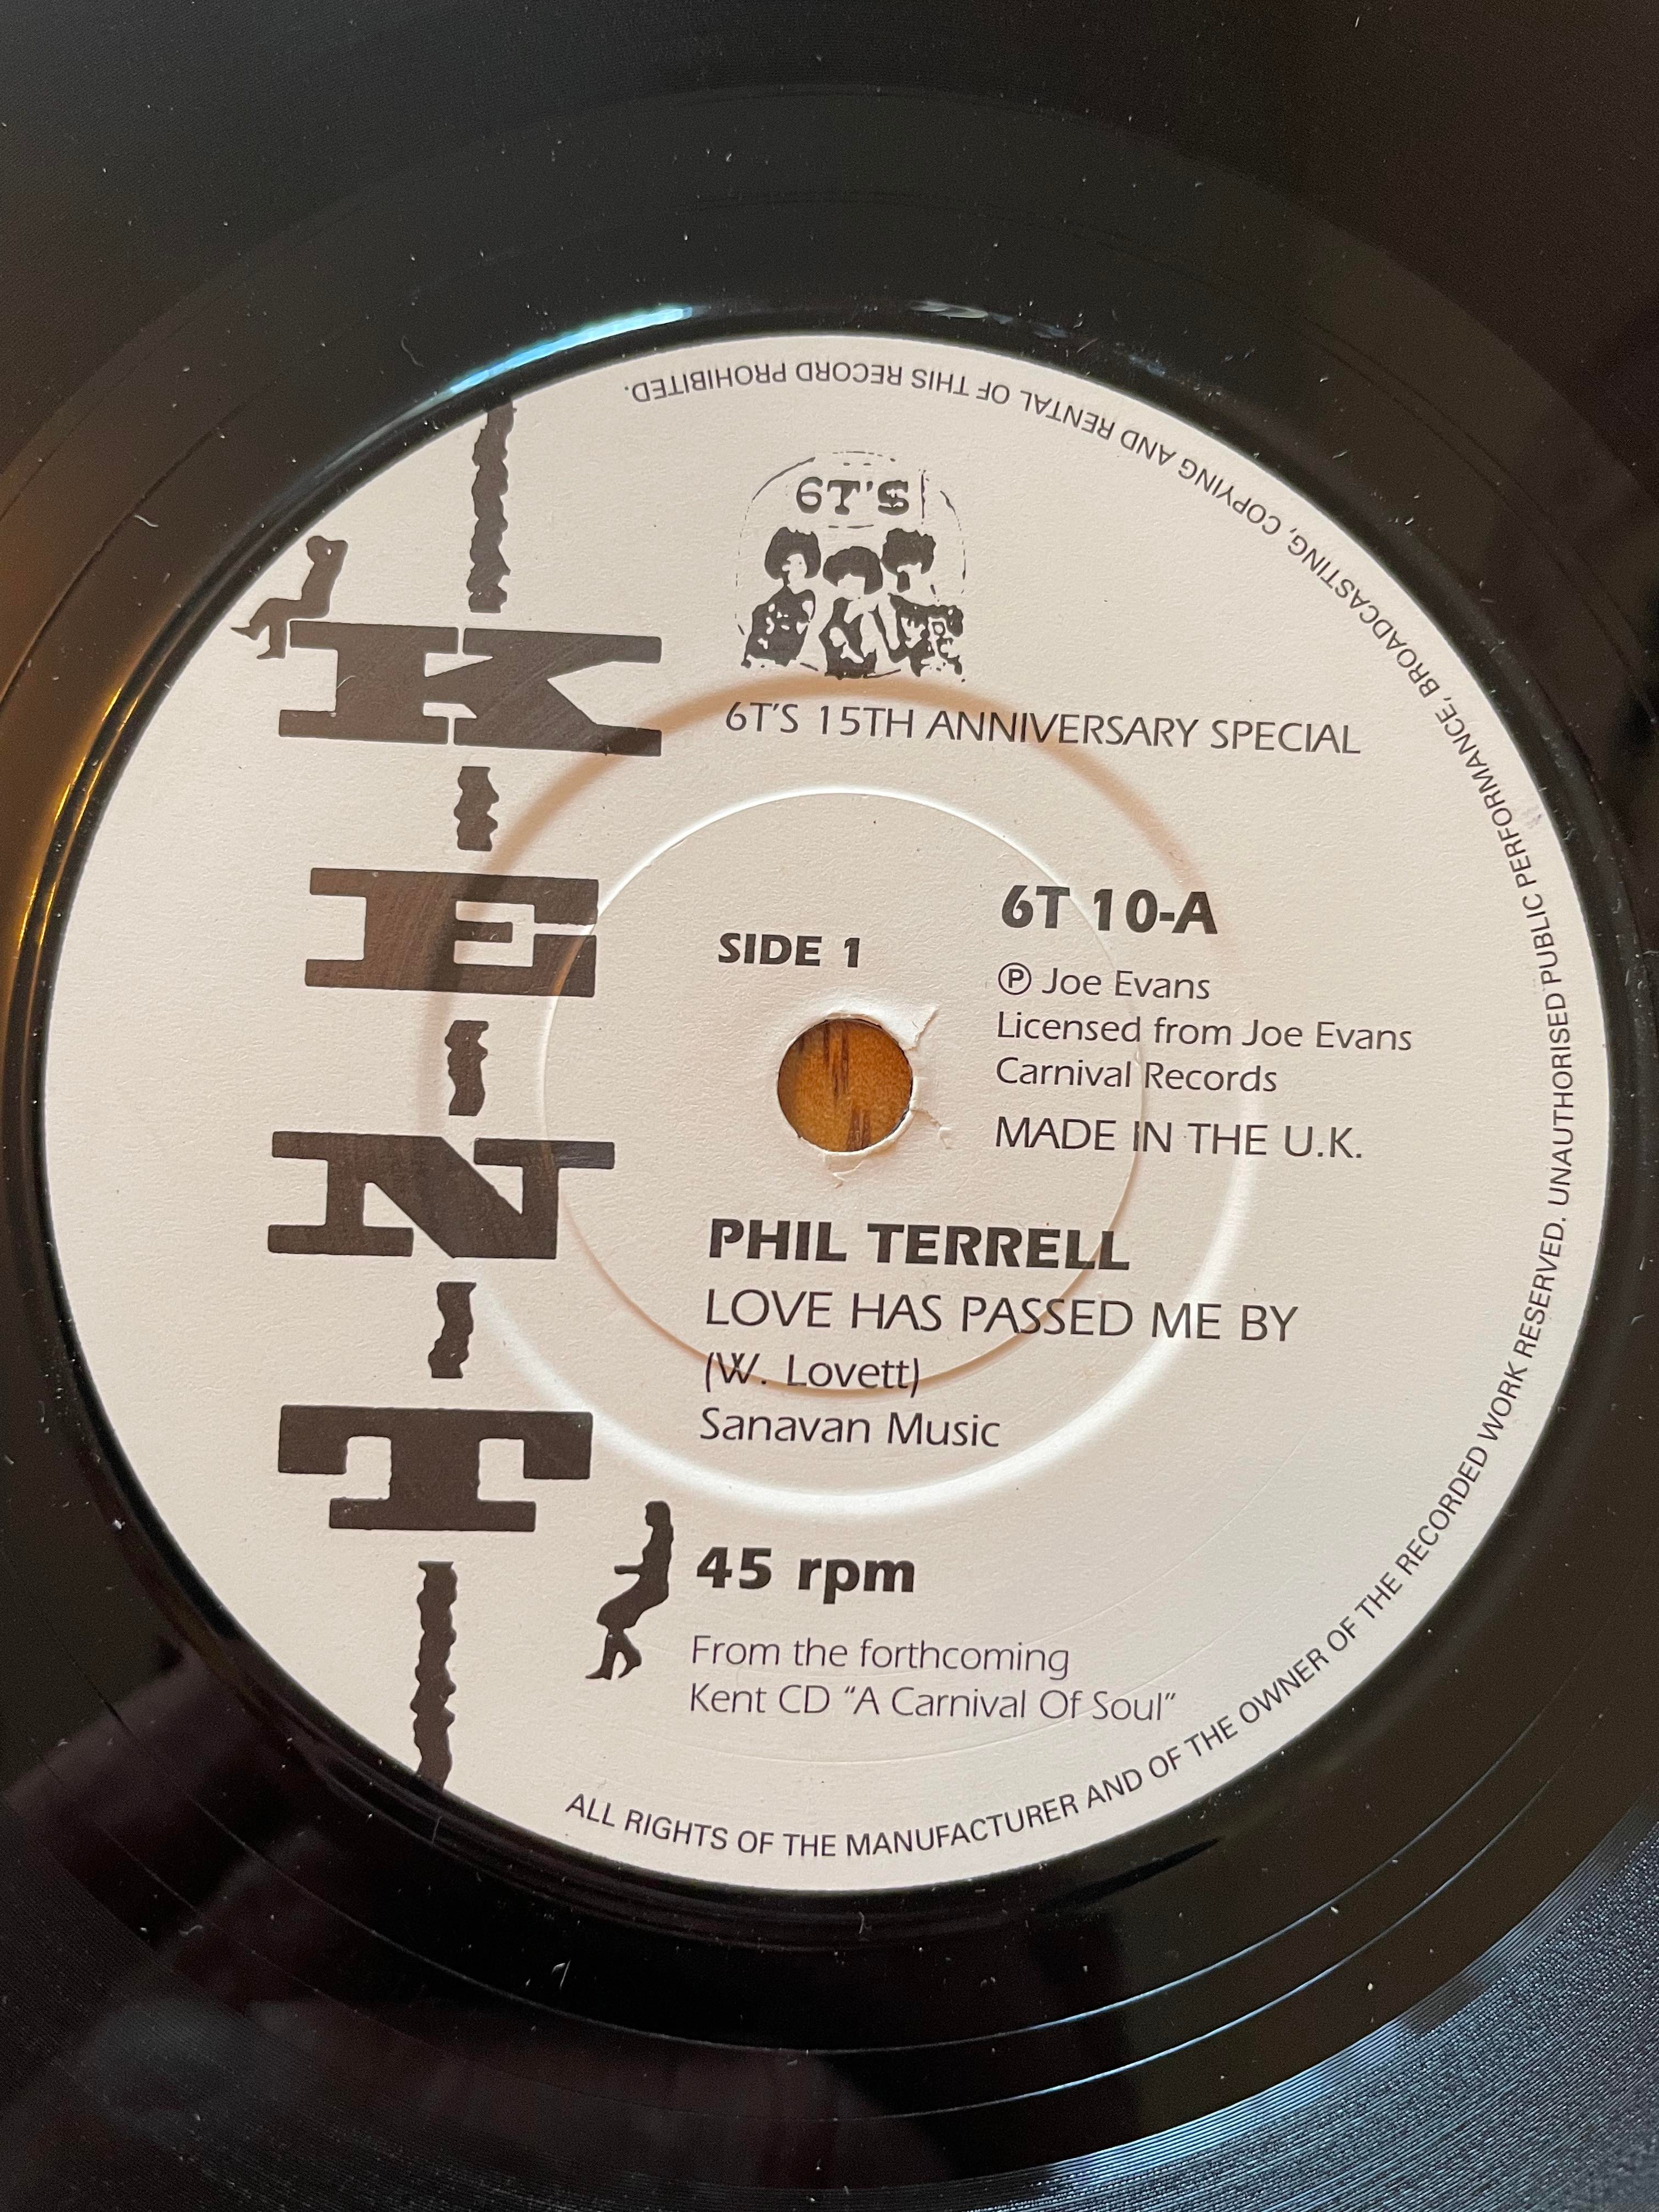 6T'S
6T'S 15TH ANNIVERSARY SPECIAL
KENT
SIDE 1
6T 10-A
Ⓟ Joe Evans
Licensed from Joe Evans
Carnival Records
MADE IN THE U.K.
PHIL TERRELL
LOVE HAS PASSED ME BY
(W. Lovett)
Sanavan Music
45 rpm
From the forthcoming
Kent CD “A Carnival Of Soul”
ALL RIGHTS OF THE MANUFACTURER AND OF THE OWNER OF THE RECORDED WORK RESERVED. UNAUTHORISED PUBLIC PERFORMANCE, BROADCASTING, COPYING AND RENTAL OF THIS RECORD PROHIBITED.